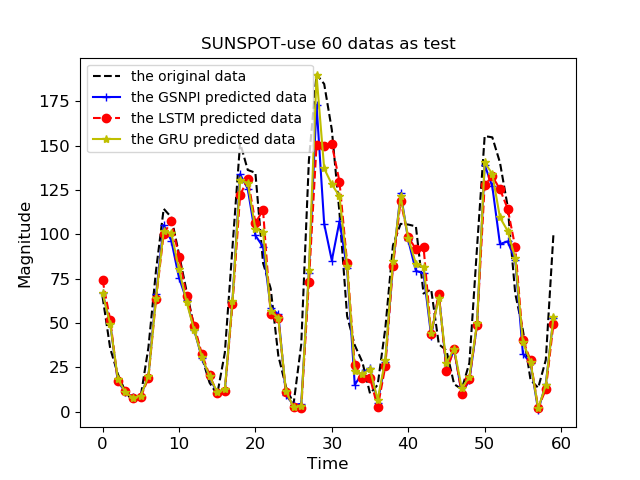 SUNSPOT-use 60 datas as test
the original data
the GSNPI predicted data
the LSTM predicted data
the GRU predicted data
Magnitude
175
150
125
100
75
50
25
0
0 10 20 30 40 50 60
Time